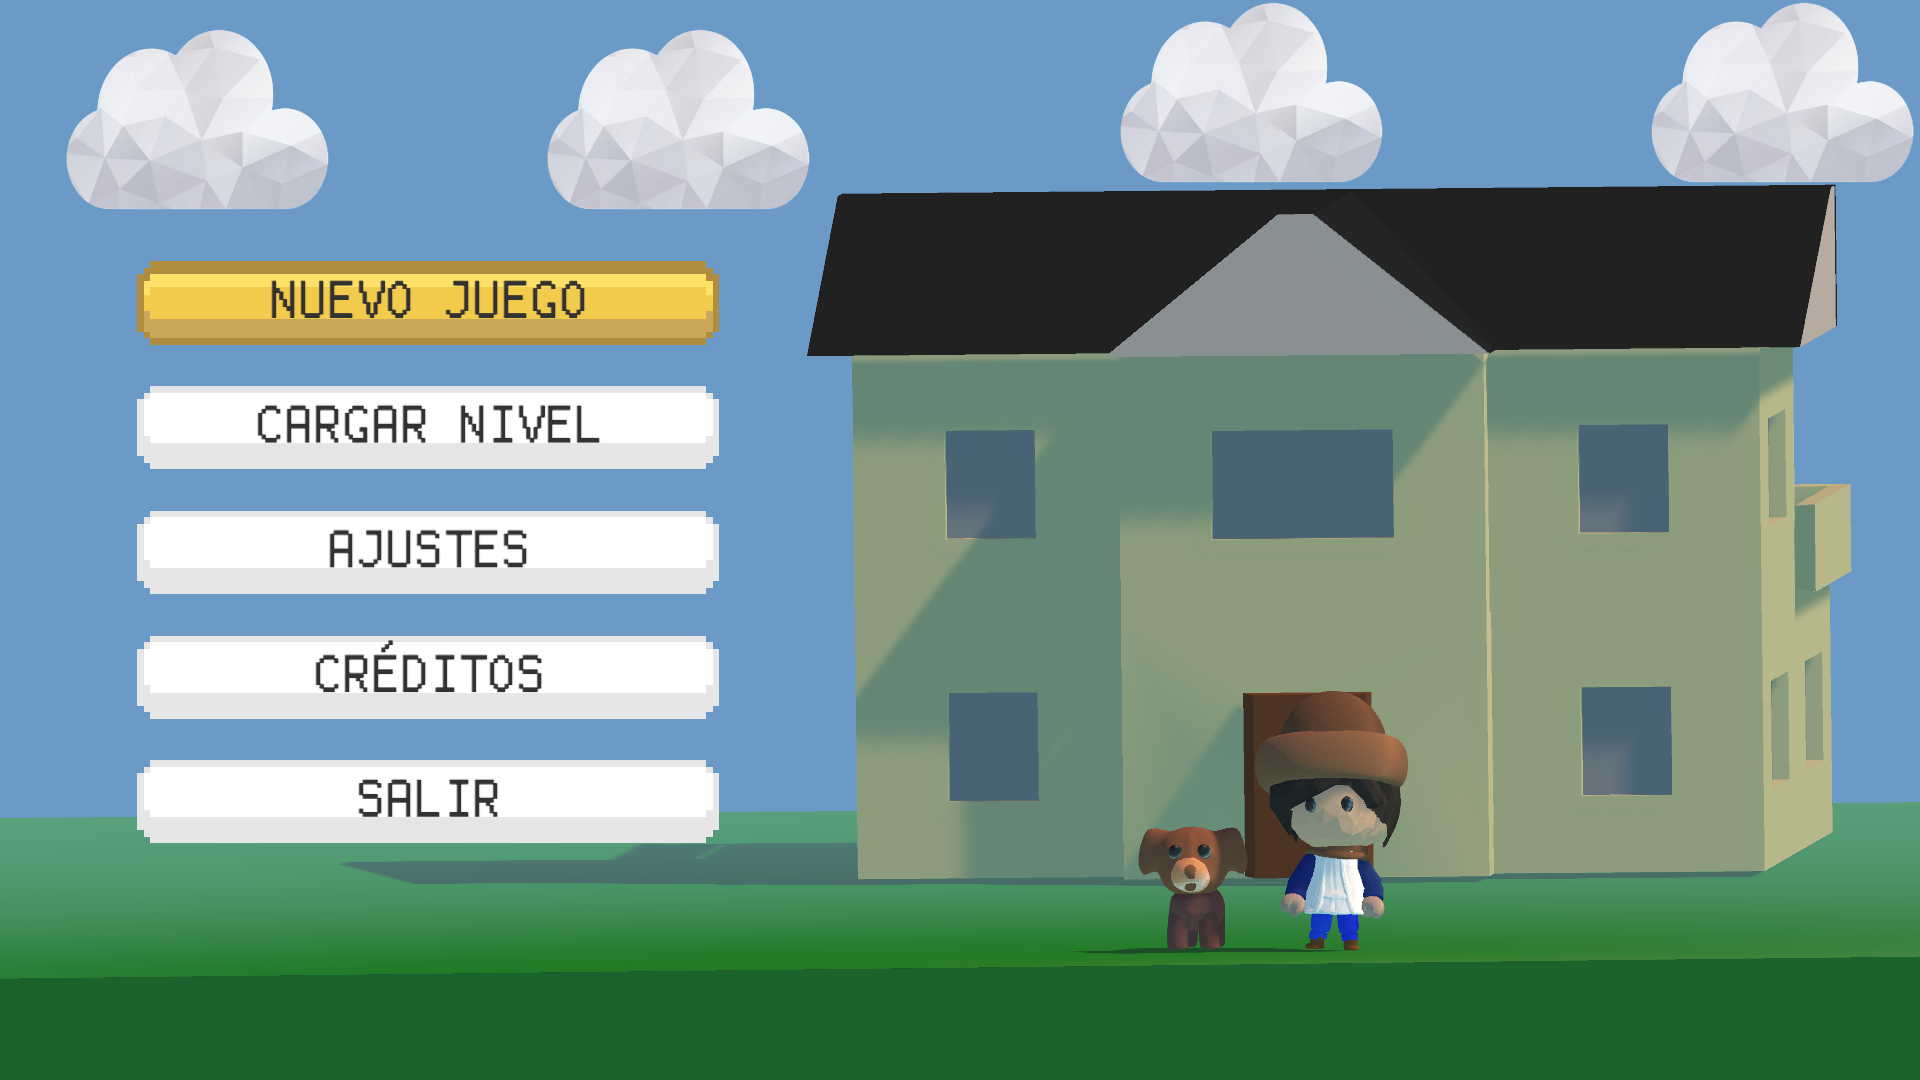 NUEVO JUEGO
CARGAR NIVEL
AJUSTES
CRÉDITOS
SALIR